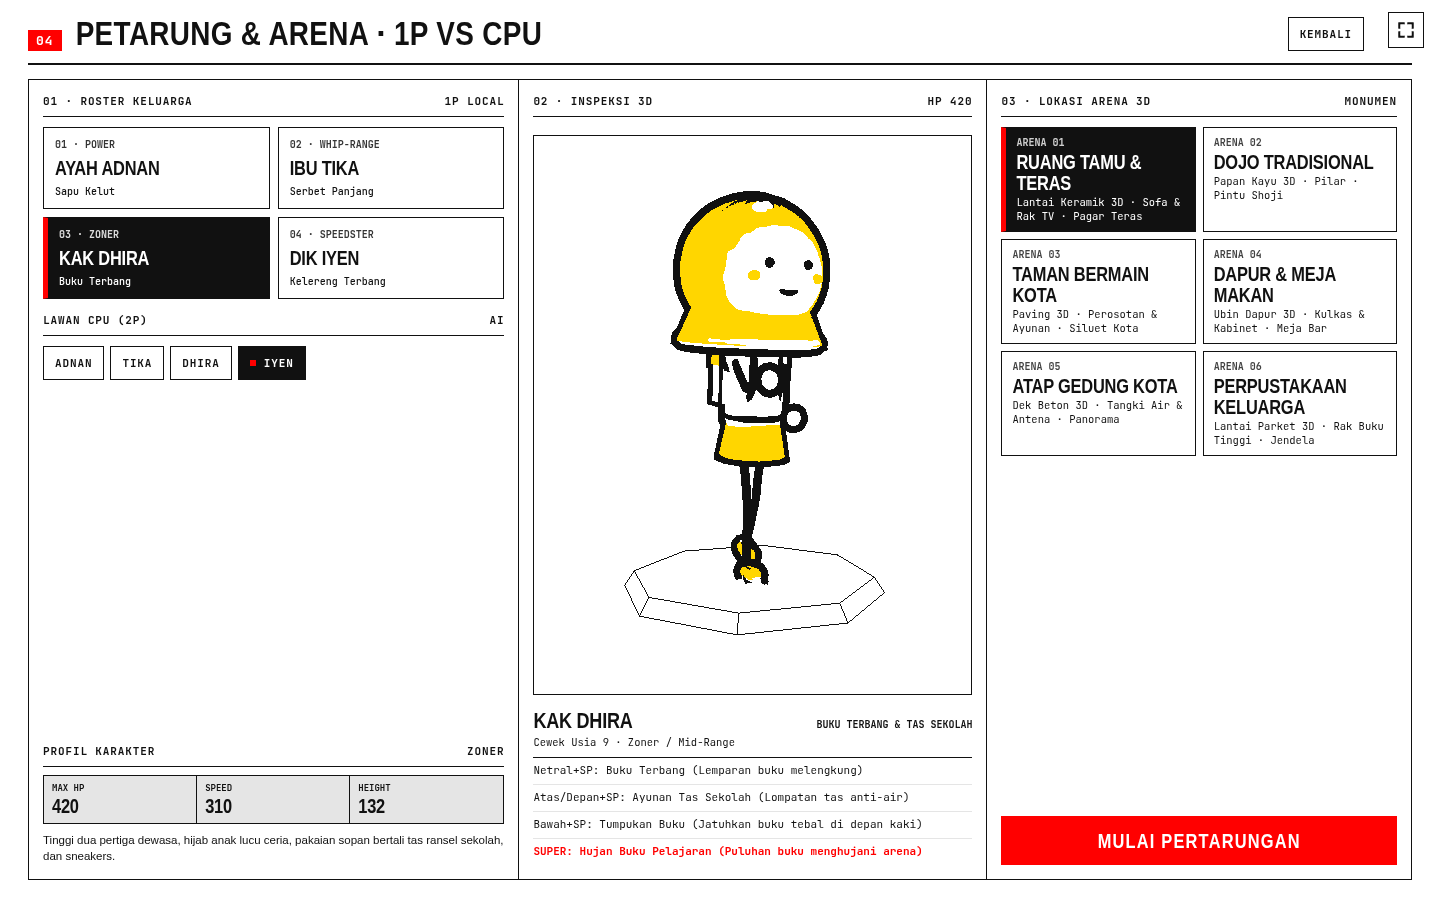 04 PETARUNG & ARENA · 1P VS CPU
KEMBALI
01 · ROSTER KELUARGA
1P LOCAL
01 · POWER
AYAH ADNAN
Sapu Kelut
02 · WHIP-RANGE
IBU TIKA
Serbet Panjang
03 · ZONER
KAK DHIRA
Buku Terbang
04 · SPEEDSTER
DIK IYEN
Kelereng Terbang
LAWAN CPU (2P)
AI
ADNAN
TIKA
DHIRA
IYEN
PROFIL KARAKTER
ZONER
MAX HP
420
SPEED
310
HEIGHT
132
Tinggi dua pertiga dewasa, hijab anak lucu ceria, pakaian sopan bertali tas ransel sekolah,
dan sneakers.
02 · INSPEKSI 3D
HP 420
KAK DHIRA
BUKU TERBANG & TAS SEKOLAH
Cewek Usia 9 · Zoner / Mid-Range
Netral+SP: Buku Terbang (Lemparan buku melengkung)
Atas/Depan+SP: Ayunan Tas Sekolah (Lompatan tas anti-air)
Bawah+SP: Tumpukan Buku (Jatuhkan buku tebal di depan kaki)
SUPER: Hujan Buku Pelajaran (Puluhan buku menghujani arena)
03 · LOKASI ARENA 3D
MONUMEN
ARENA 01
RUANG TAMU &
TERAS
Lantai Keramik 3D · Sofa &
Rak TV · Pagar Teras
ARENA 02
DOJO TRADISIONAL
Papan Kayu 3D · Pilar ·
Pintu Shoji
ARENA 03
TAMAN BERMAIN
KOTA
Paving 3D · Perosotan &
Ayunan · Siluet Kota
ARENA 04
DAPUR & MEJA
MAKAN
Ubin Dapur 3D · Kulkas &
Kabinet · Meja Bar
ARENA 05
ATAP GEDUNG KOTA
Dek Beton 3D · Tangki Air &
Antena · Panorama
ARENA 06
PERPUSTAKAAN
KELUARGA
Lantai Parket 3D · Rak Buku
Tinggi · Jendela
MULAI PERTARUNGAN